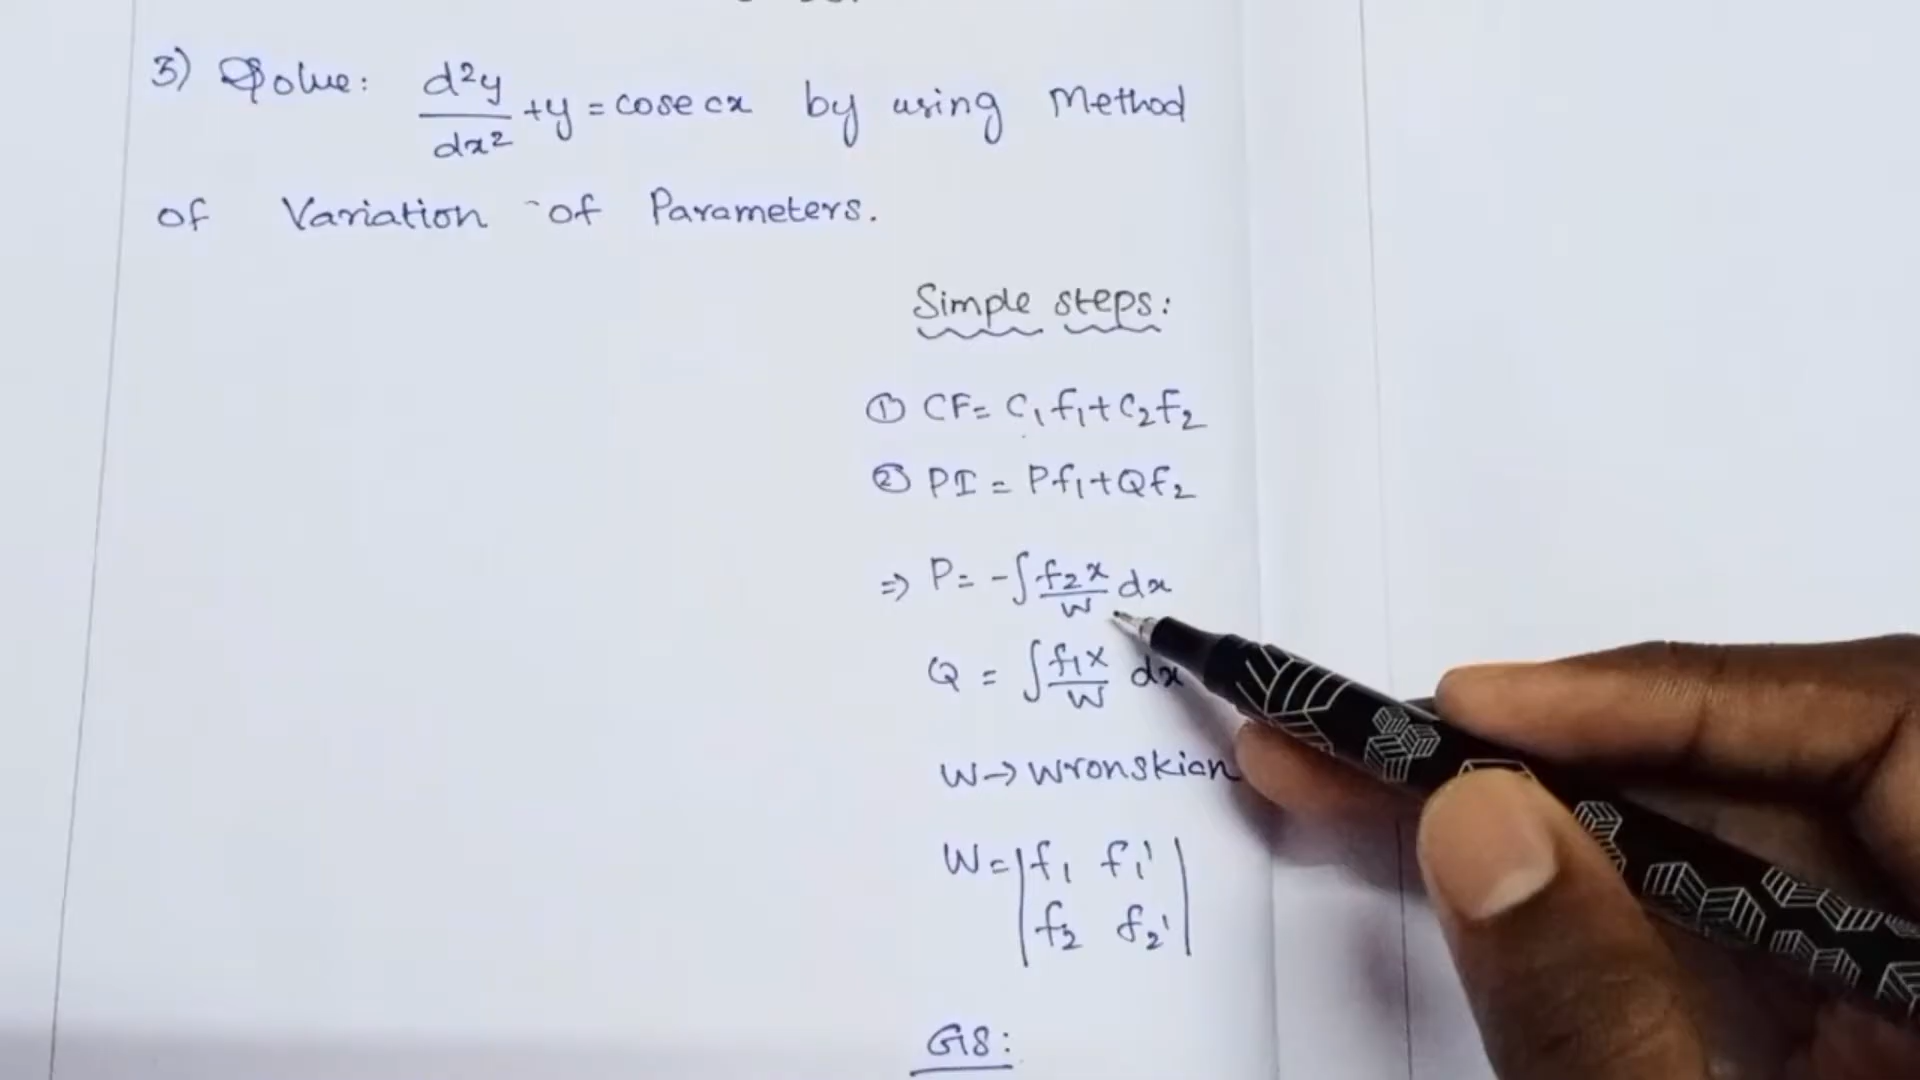 3) Solve: d²y/dx² +y = cosecx by using Method
of Variation of Parameters.
Simple steps:
① CF= C₁f₁+C₂f₂
② PI = Pf₁+Qf₂
⇒ P= -∫ f₂x/W dx
Q = ∫ f₁x/W dx
W→ Wronskian
W= |f₁ f₁'|
|f₂ f₂'|
GS: